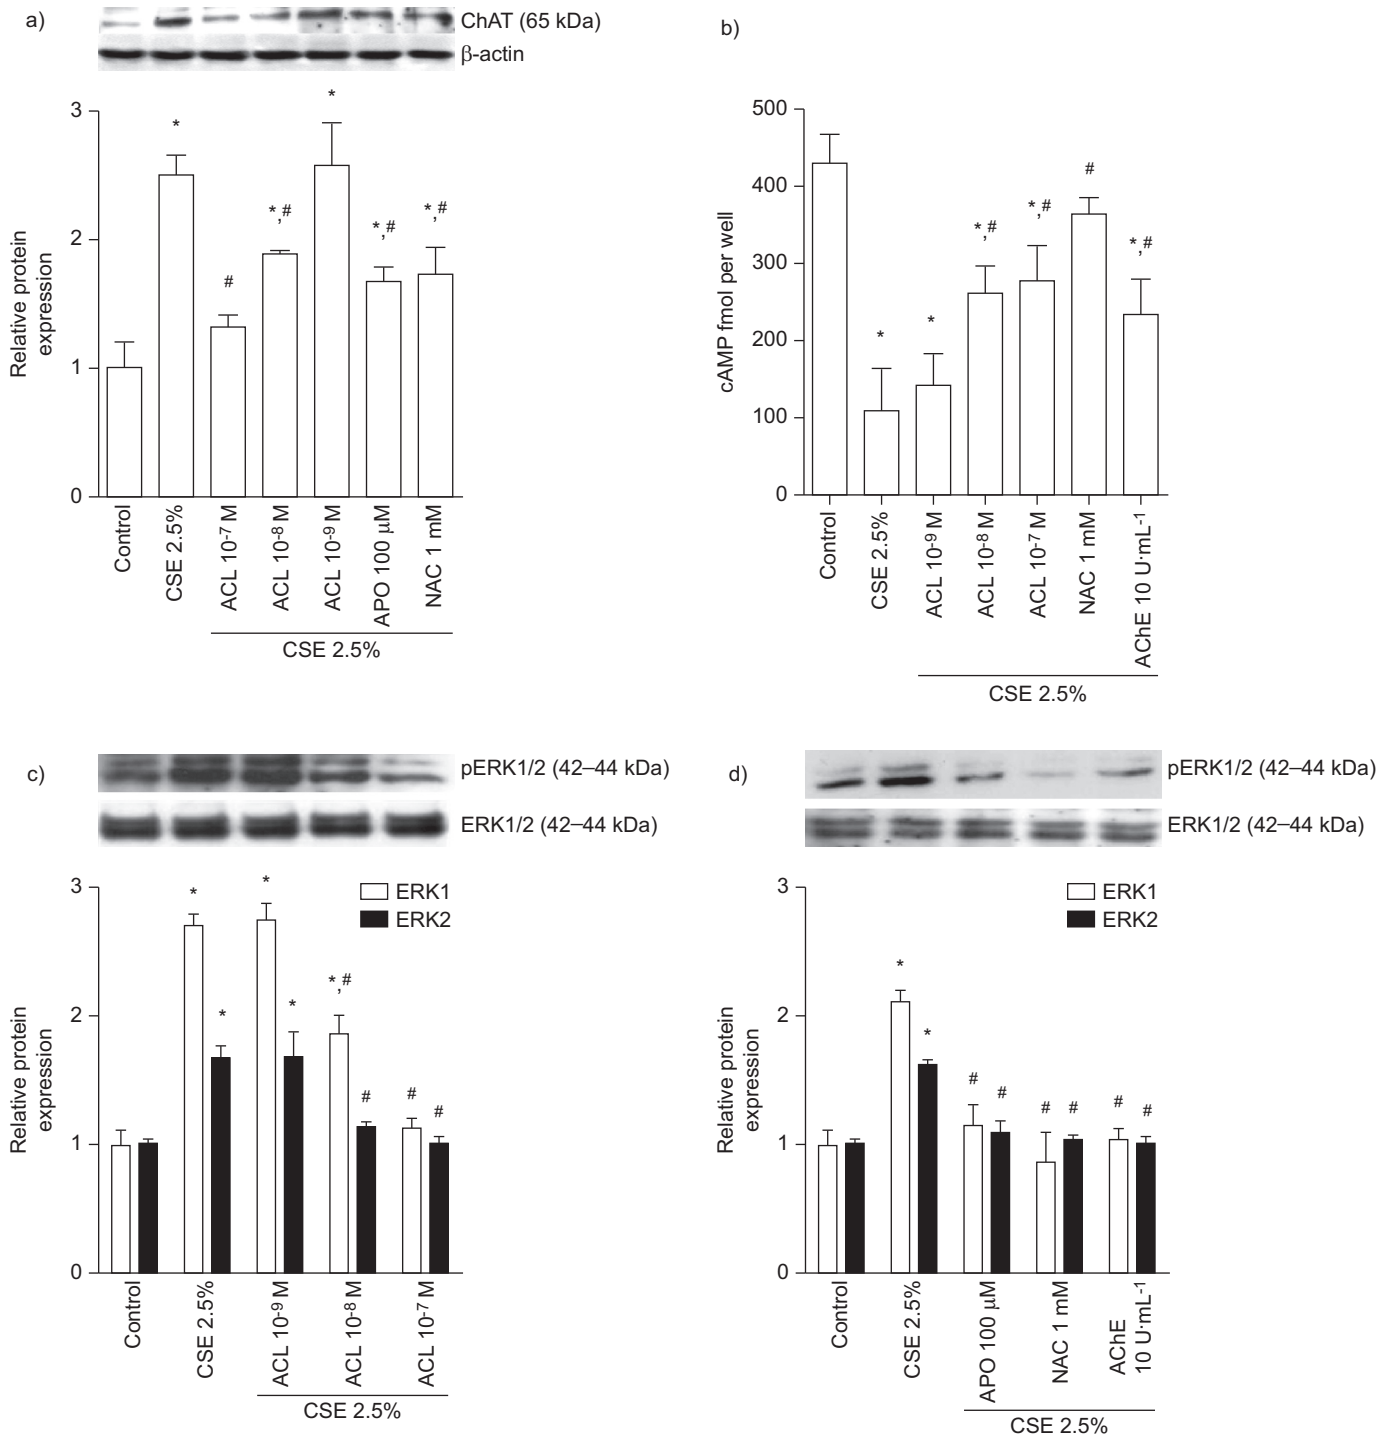 a)
ChAT (65 kDa)
β-actin
3
2
1
0
Relative protein
expression
*
#
*,#
*
*,#
*,#
Control
CSE 2.5%
ACL 10-7 M
ACL 10-8 M
ACL 10-9 M
APO 100 μM
NAC 1 mM
CSE 2.5%
b)
500
400
300
200
100
0
cAMP fmol per well
*
*
*,#
*,#
#
*,#
Control
CSE 2.5%
ACL 10-9 M
ACL 10-8 M
ACL 10-7 M
NAC 1 mM
AChE 10 U·mL-1
CSE 2.5%
c)
pERK1/2 (42–44 kDa)
ERK1/2 (42–44 kDa)
3
2
1
0
Relative protein
expression
ERK1
ERK2
*
*
*
*
*,#
#
#
#
Control
CSE 2.5%
ACL 10-9 M
ACL 10-8 M
ACL 10-7 M
CSE 2.5%
d)
pERK1/2 (42–44 kDa)
ERK1/2 (42–44 kDa)
3
2
1
0
Relative protein
expression
ERK1
ERK2
*
*
#
#
#
#
#
#
Control
CSE 2.5%
APO 100 μM
NAC 1 mM
AChE
10 U·mL-1
CSE 2.5%